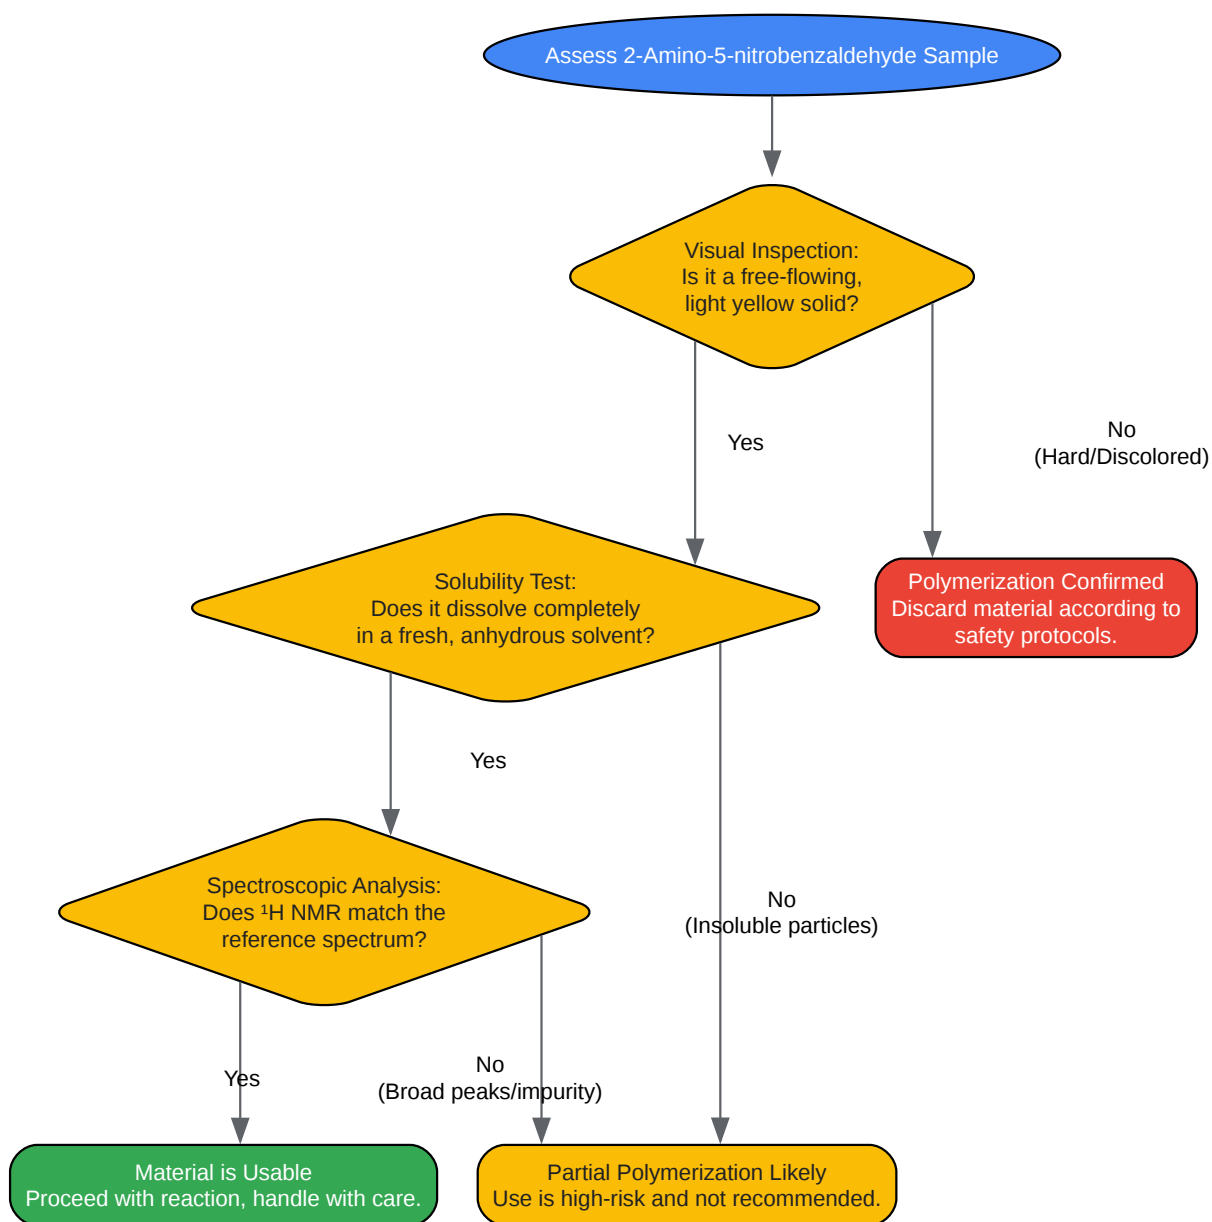 Assess 2-Amino-5-nitrobenzaldehyde Sample
Visual Inspection:
Is it a free-flowing,
light yellow solid?
Yes
No
(Hard/Discolored)
Solubility Test:
Does it dissolve completely
in a fresh, anhydrous solvent?
Polymerization Confirmed
Discard material according to
safety protocols.
Yes
No
(Insoluble particles)
Spectroscopic Analysis:
Does ¹H NMR match the
reference spectrum?
Yes
No
(Broad peaks/impurity)
Material is Usable
Proceed with reaction, handle with care.
Partial Polymerization Likely
Use is high-risk and not recommended.